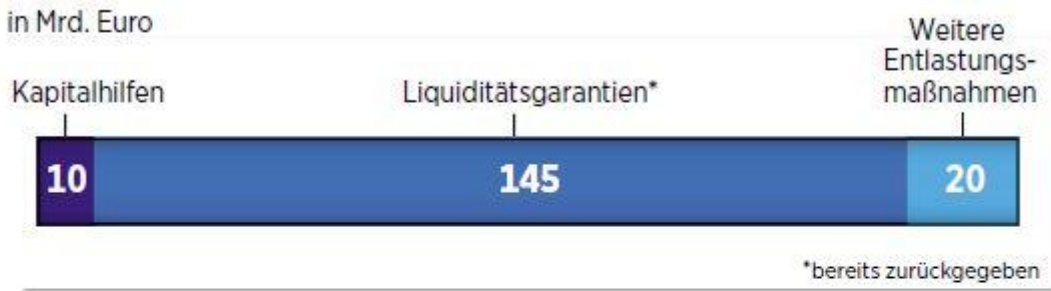 in Mrd. Euro
Kapitalhilfen
Liquiditätsgarantien*
Weitere
Entlastungs-
maßnahmen
10
145
20
*bereits zurückgegeben